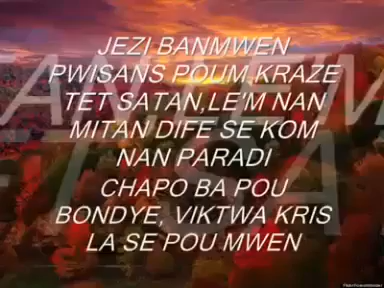 JEZI BANMWEN
PWISANS POUM KRAZE
TET SATAN,LE'M NAN
MITAN DIFE SE KOM
NAN PARADI
CHAPO BA POU
BONDYE, VIKTWA KRIS
LA SE POU MWEN